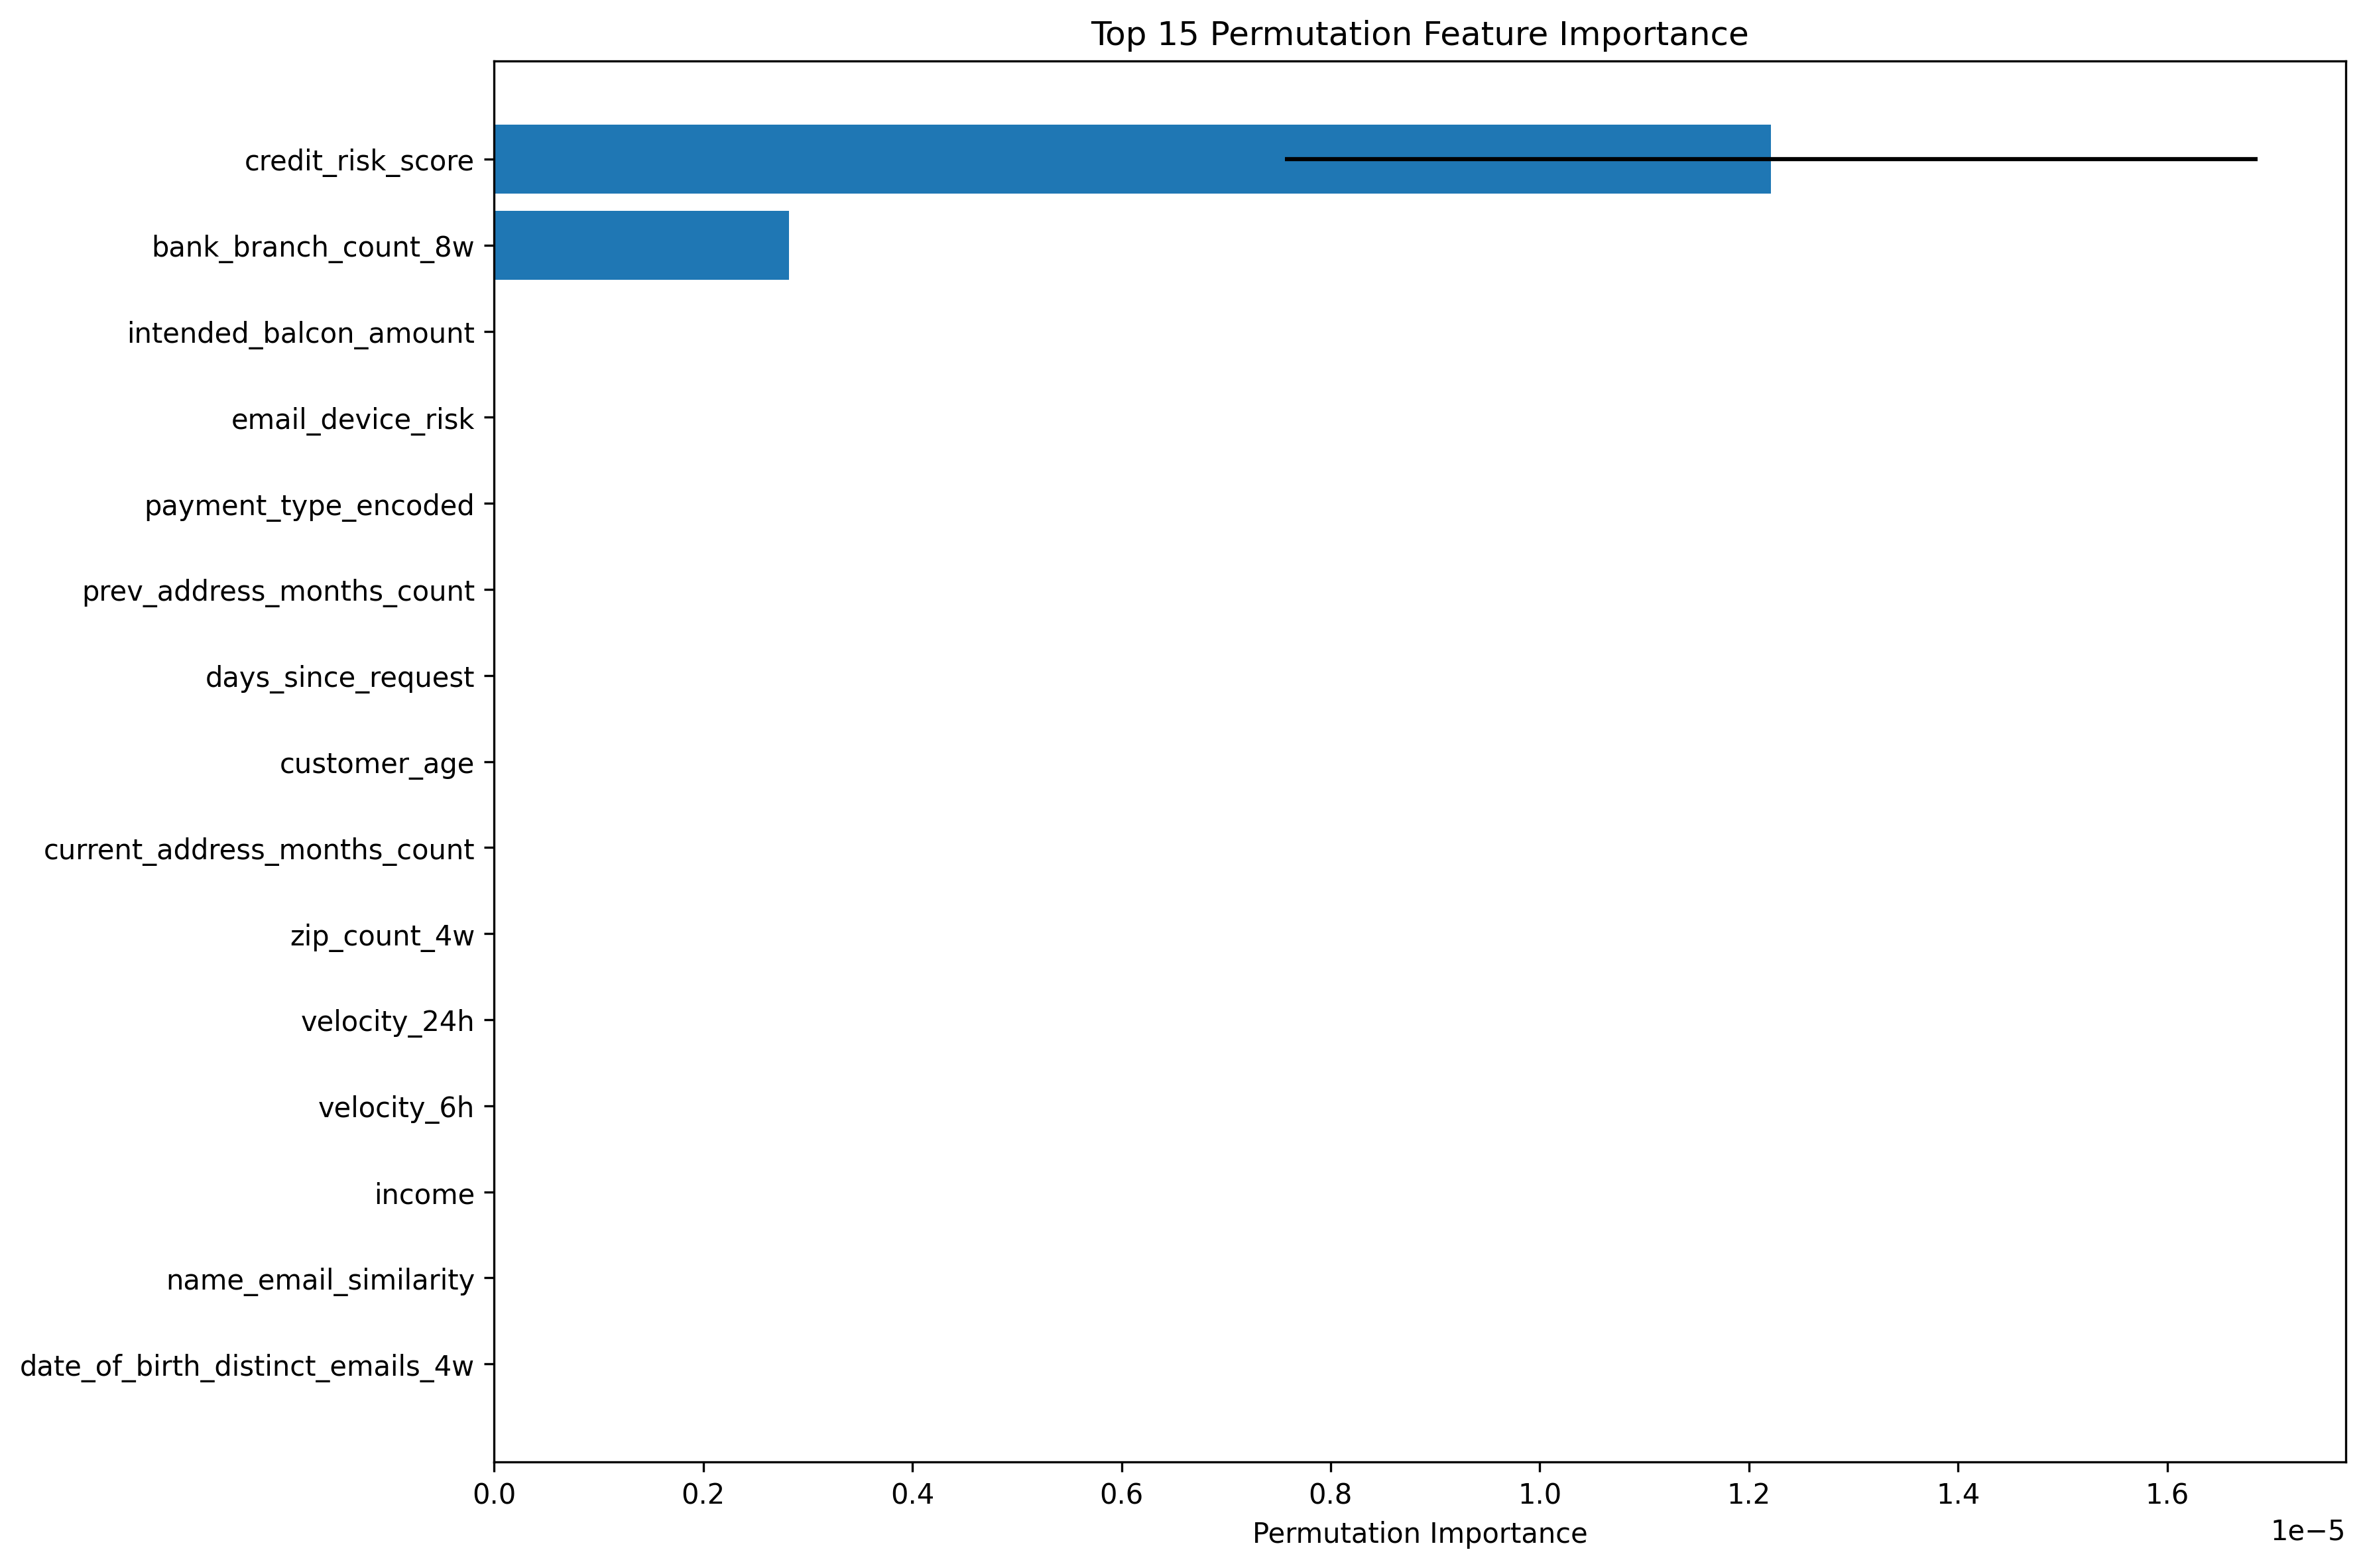 Top 15 Permutation Feature Importance
credit_risk_score
bank_branch_count_8w
intended_balcon_amount
email_device_risk
payment_type_encoded
prev_address_months_count
days_since_request
customer_age
current_address_months_count
zip_count_4w
velocity_24h
velocity_6h
income
name_email_similarity
date_of_birth_distinct_emails_4w
0.0 0.2 0.4 0.6 0.8 1.0 1.2 1.4 1.6
1e−5
Permutation Importance